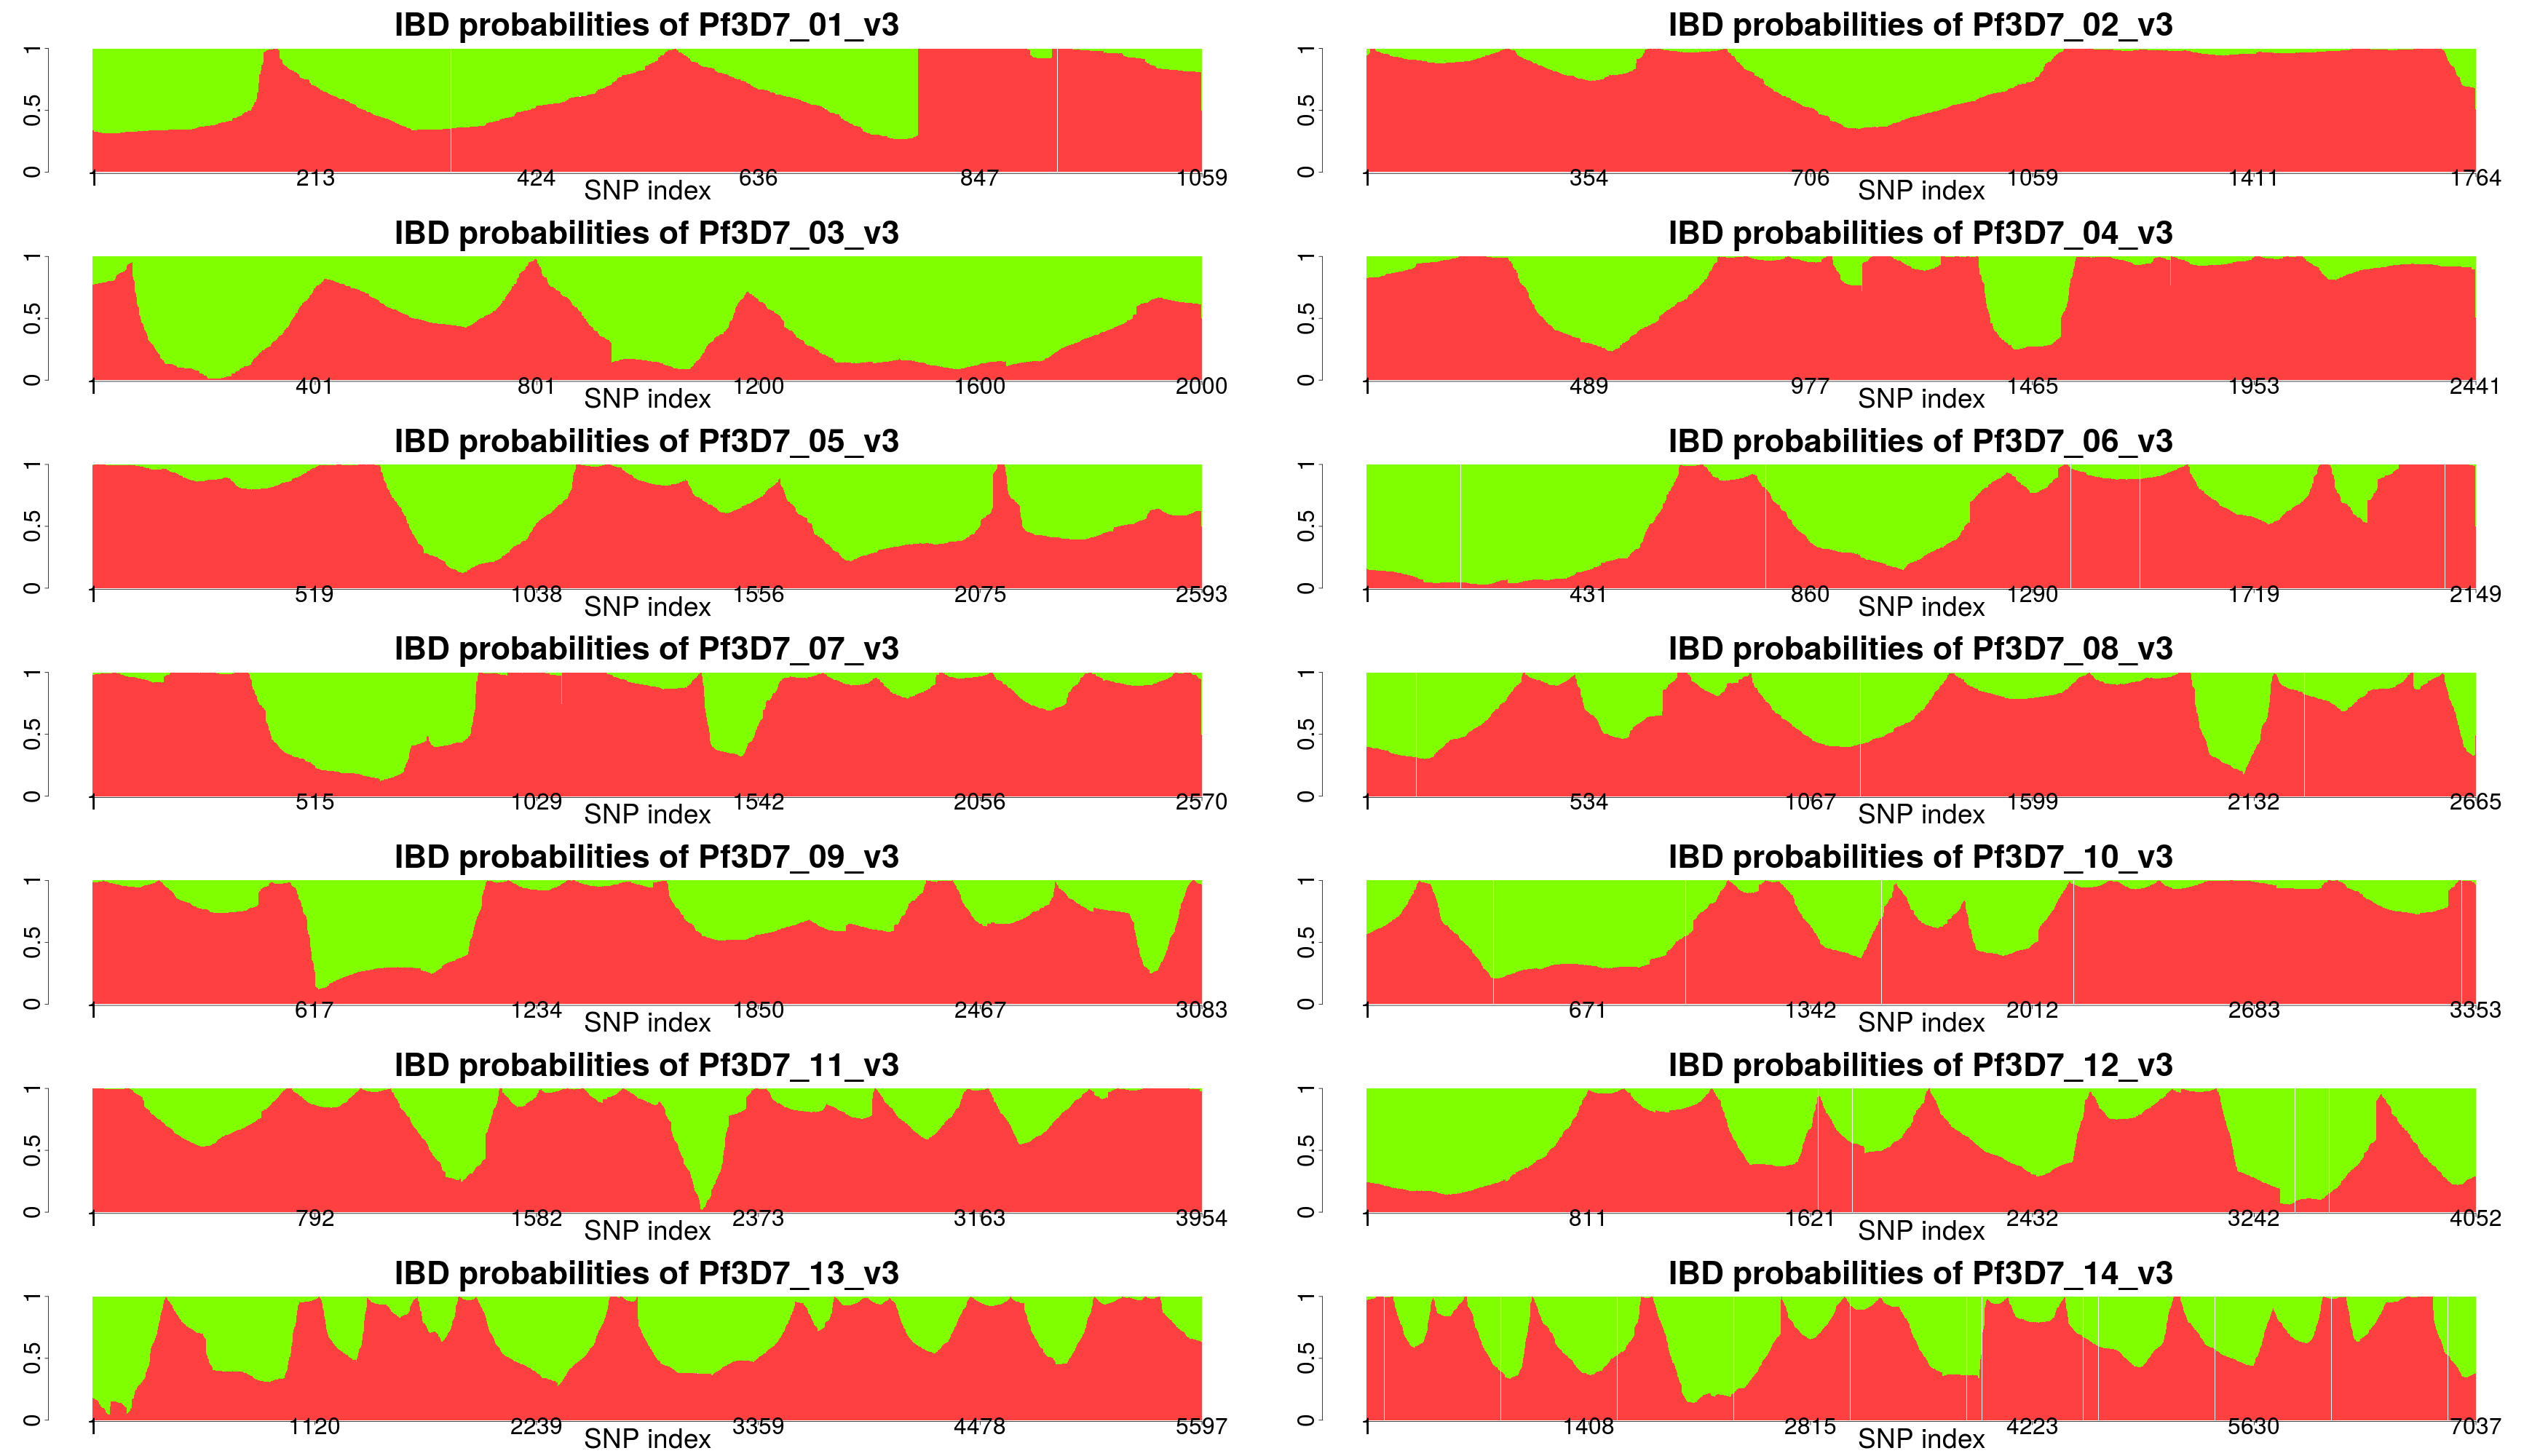 IBD probabilities of Pf3D7_01_v3
0 0.5 1
1 213 424 636 847 1059
SNP index
IBD probabilities of Pf3D7_02_v3
0 0.5 1
1 354 706 1059 1411 1764
SNP index
IBD probabilities of Pf3D7_03_v3
0 0.5 1
1 401 801 1200 1600 2000
SNP index
IBD probabilities of Pf3D7_04_v3
0 0.5 1
1 489 977 1465 1953 2441
SNP index
IBD probabilities of Pf3D7_05_v3
0 0.5 1
1 519 1038 1556 2075 2593
SNP index
IBD probabilities of Pf3D7_06_v3
0 0.5 1
1 431 860 1290 1719 2149
SNP index
IBD probabilities of Pf3D7_07_v3
0 0.5 1
1 515 1029 1542 2056 2570
SNP index
IBD probabilities of Pf3D7_08_v3
0 0.5 1
1 534 1067 1599 2132 2665
SNP index
IBD probabilities of Pf3D7_09_v3
0 0.5 1
1 617 1234 1850 2467 3083
SNP index
IBD probabilities of Pf3D7_10_v3
0 0.5 1
1 671 1342 2012 2683 3353
SNP index
IBD probabilities of Pf3D7_11_v3
0 0.5 1
1 792 1582 2373 3163 3954
SNP index
IBD probabilities of Pf3D7_12_v3
0 0.5 1
1 811 1621 2432 3242 4052
SNP index
IBD probabilities of Pf3D7_13_v3
0 0.5 1
1 1120 2239 3359 4478 5597
SNP index
IBD probabilities of Pf3D7_14_v3
0 0.5 1
1 1408 2815 4223 5630 7037
SNP index